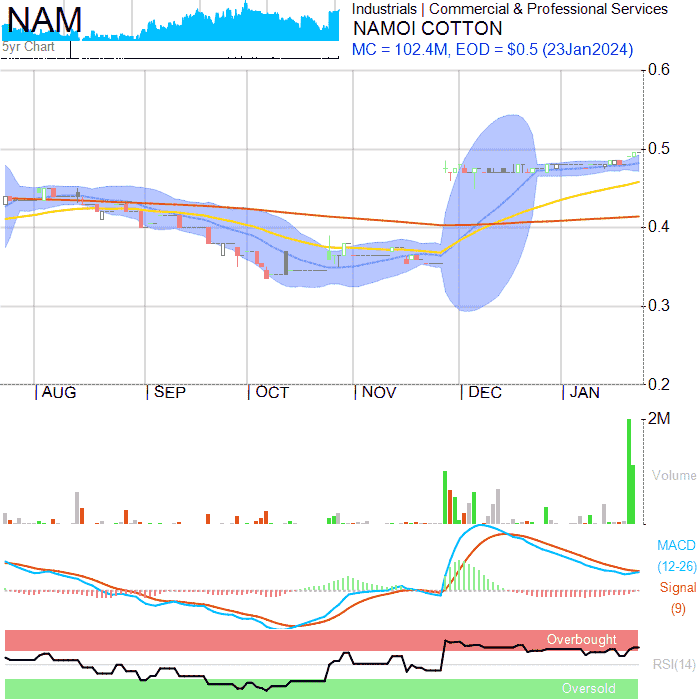 NAM
5yr Chart
Industrials | Commercial & Professional Services
NAMOI COTTON
MC = 102.4M, EOD = $0.5 (23Jan2024)
0.6
0.5
0.4
0.3
0.2
AUG SEP OCT NOV DEC JAN
2M
Volume
MACD
(12-26)
Signal
(9)
Overbought
RSI(14)
Oversold